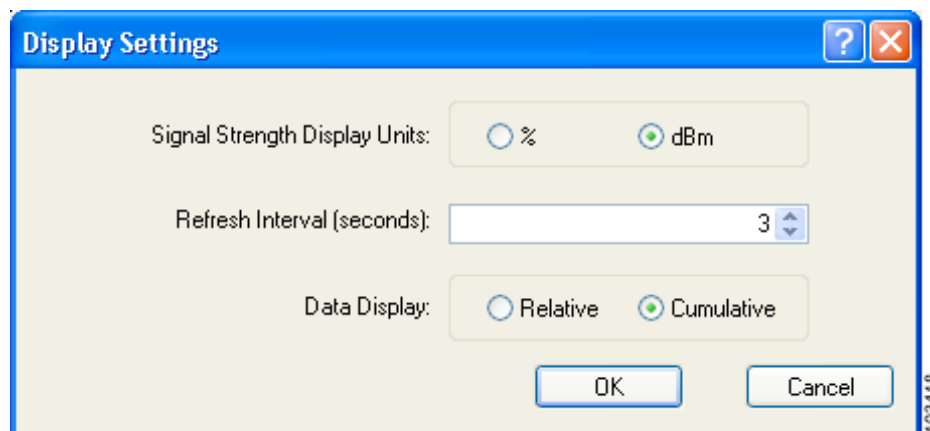 Display Settings
Signal Strength Display Units: % dBm
Refresh Interval (seconds): 3
Data Display: Relative Cumulative
OK Cancel